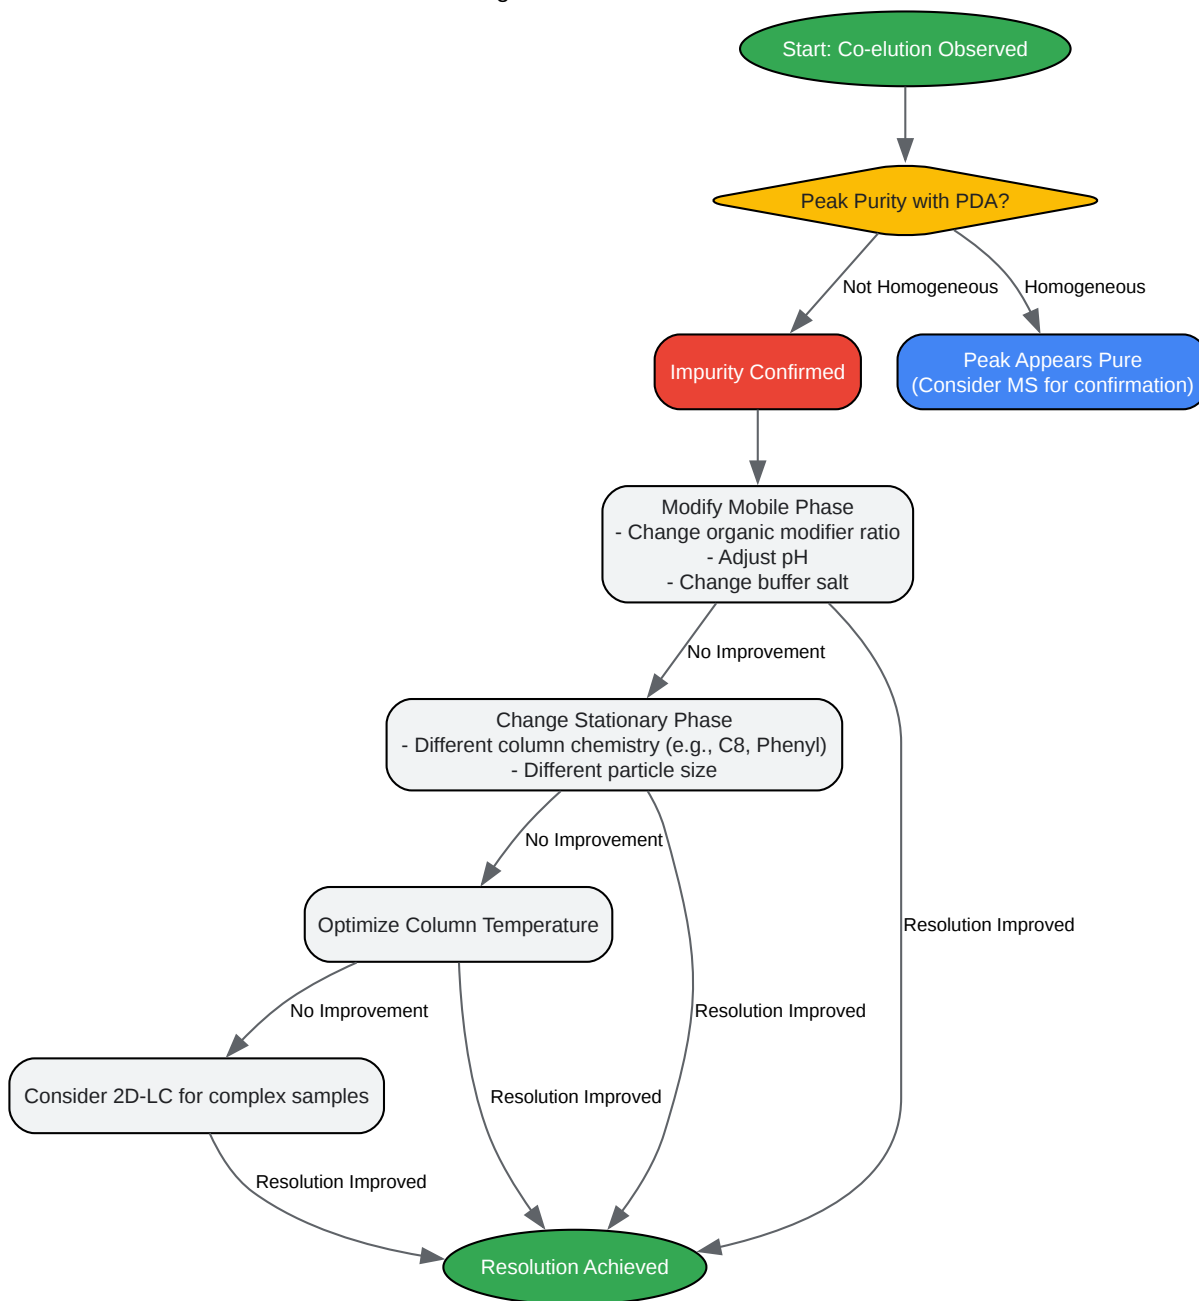 Start: Co-elution Observed
Peak Purity with PDA?
Not Homogeneous
Homogeneous
Impurity Confirmed
Peak Appears Pure
(Consider MS for confirmation)
Modify Mobile Phase
- Change organic modifier ratio
- Adjust pH
- Change buffer salt
No Improvement
Change Stationary Phase
- Different column chemistry (e.g., C8, Phenyl)
- Different particle size
No Improvement
Optimize Column Temperature
Resolution Improved
No Improvement
Resolution Improved
Consider 2D-LC for complex samples
Resolution Improved
Resolution Improved
Resolution Achieved